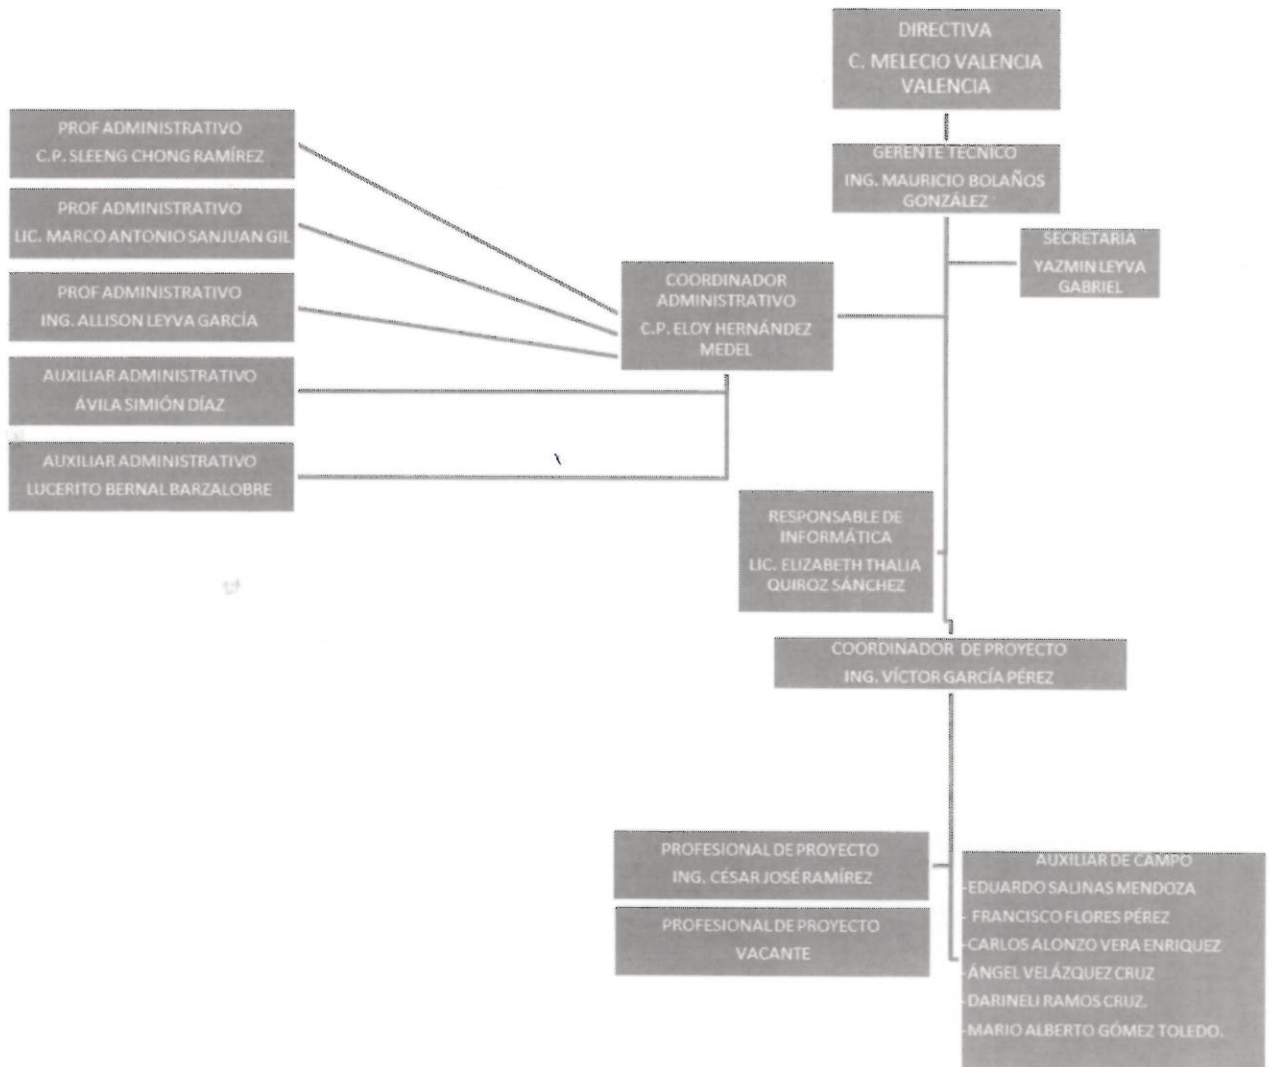 DIRECTIVA
C. MELECIO VALENCIA
VALENCIA
GERENTE TÉCNICO
ING. MAURICIO BOLAÑOS
GONZÁLEZ
SECRETARIA
YAZMIN LEYVA
GABRIEL
COORDINADOR
ADMINISTRATIVO
C.P. ELOY HERNÁNDEZ
MEDEL
PROF ADMINISTRATIVO
C.P. SLEENG CHONG RAMÍREZ
PROF ADMINISTRATIVO
LIC. MARCO ANTONIO SANJUAN GIL
PROF ADMINISTRATIVO
ING. ALLISON LEYVA GARCÍA
AUXILIAR ADMINISTRATIVO
ÁVILA SIMIÓN DÍAZ
AUXILIAR ADMINISTRATIVO
LUCERITO BERNAL BARZALOBRE
RESPONSABLE DE
INFORMÁTICA
LIC. ELIZABETH THALIA
QUIROZ SÁNCHEZ
COORDINADOR DE PROYECTO
ING. VÍCTOR GARCÍA PÉREZ
PROFESIONAL DE PROYECTO
ING. CÉSAR JOSÉ RAMÍREZ
PROFESIONAL DE PROYECTO
VACANTE
AUXILIAR DE CAMPO
-EDUARDO SALINAS MENDOZA
- FRANCISCO FLORES PÉREZ
-CARLOS ALONZO VERA ENRIQUEZ
-ÁNGEL VELÁZQUEZ CRUZ
-DARINELI RAMOS CRUZ.
-MARIO ALBERTO GÓMEZ TOLEDO.